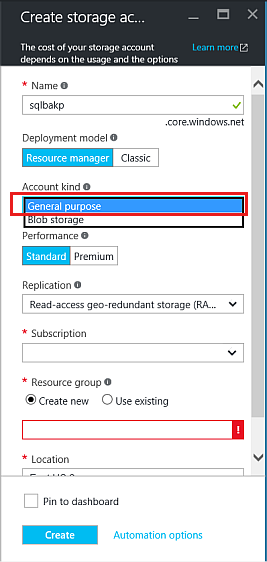 Create storage ac...
The cost of your storage account
depends on the usage and the options
Learn more
* Name
sqlbakp
.core.windows.net
Deployment model
Resource manager Classic
Account kind
General purpose
Blob storage
Performance
Standard Premium
Replication
Read-access geo-redundant storage (RA...
* Subscription
* Resource group
Create new Use existing
!
* Location
Pin to dashboard
Create Automation options